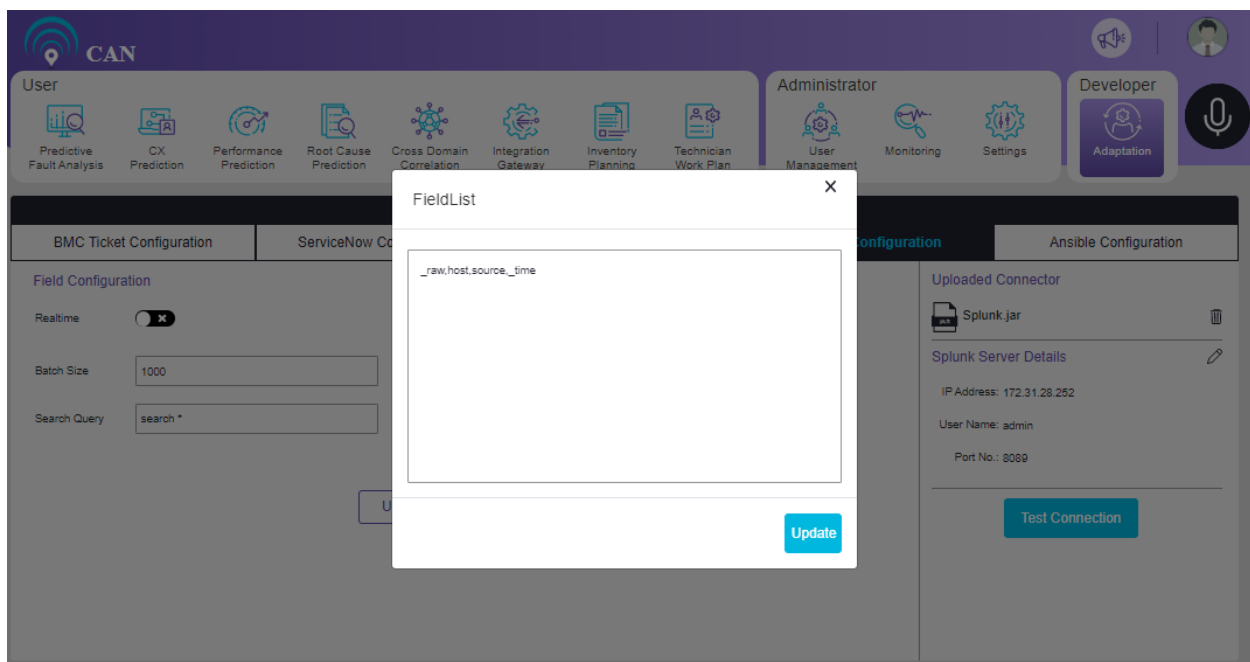 CAN
User
Administrator
Developer
Predictive
Fault Analysis
CX
Prediction
Performance
Prediction
Root Cause
Prediction
Cross Domain
Correlation
Integration
Gateway
Inventory
Planning
Technician
Work Plan
User
Management
Monitoring
Settings
Adaptation
FieldList
BMC Ticket Configuration
ServiceNow Co
onfiguration
Ansible Configuration
Field Configuration
_raw,host,source,_time
Uploaded Connector
Realtime
Splunk.jar
Splunk Server Details
Batch Size
1000
IP Address: 172.31.28.252
Search Query
search *
User Name: admin
Port No.: 8089
U
Test Connection
Update